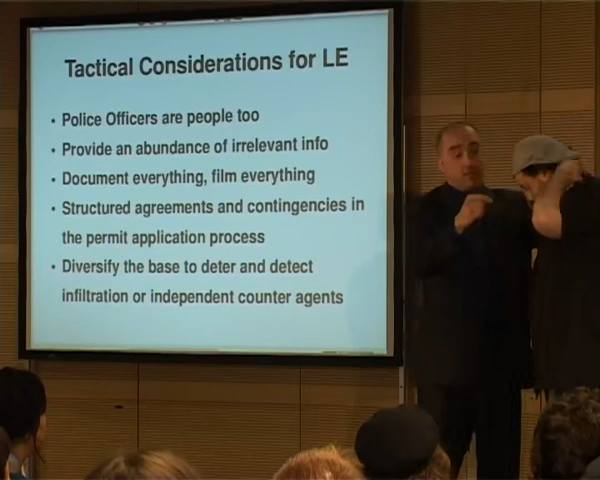 Tactical Considerations for LE
• Police Officers are people too
• Provide an abundance of irrelevant info
• Document everything, film everything
• Structured agreements and contingencies in
the permit application process
• Diversify the base to deter and detect
infiltration or independent counter agents